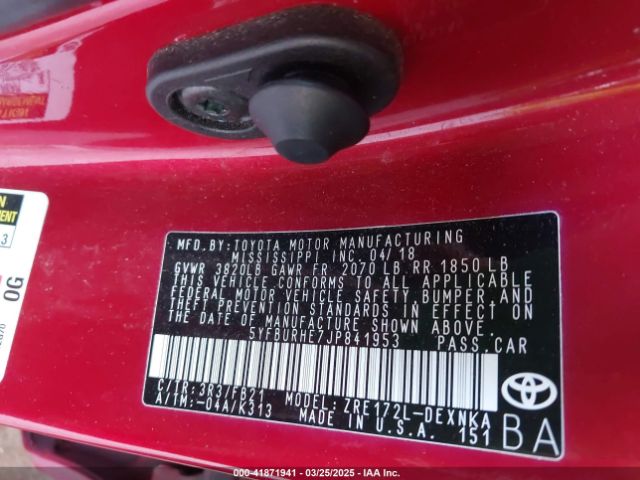 MFD.BY:TOYOTA MOTOR MANUFACTURING
MISSISSIPPI INC. 04/18
GVWR 3820LB GAWR FR 2070 LB RR 1850 LB
THIS VEHICLE CONFORMS TO ALL APPLICABLE
FEDERAL MOTOR VEHICLE SAFETY,BUMPER,AND
THEFT PREVENTION STANDARDS IN EFFECT ON
THE DATE OF MANUFACTURE SHOWN ABOVE.
5YFBURHE7JP841953 PASS.CAR
C/TR:3R3/FB21 MODEL:ZRE172L-DEXNKA
A/TM:-04A/K313 MADE IN U.S.A. 151
BA
3
OG
000-41871941 - 03/25/2025 - IAA Inc.